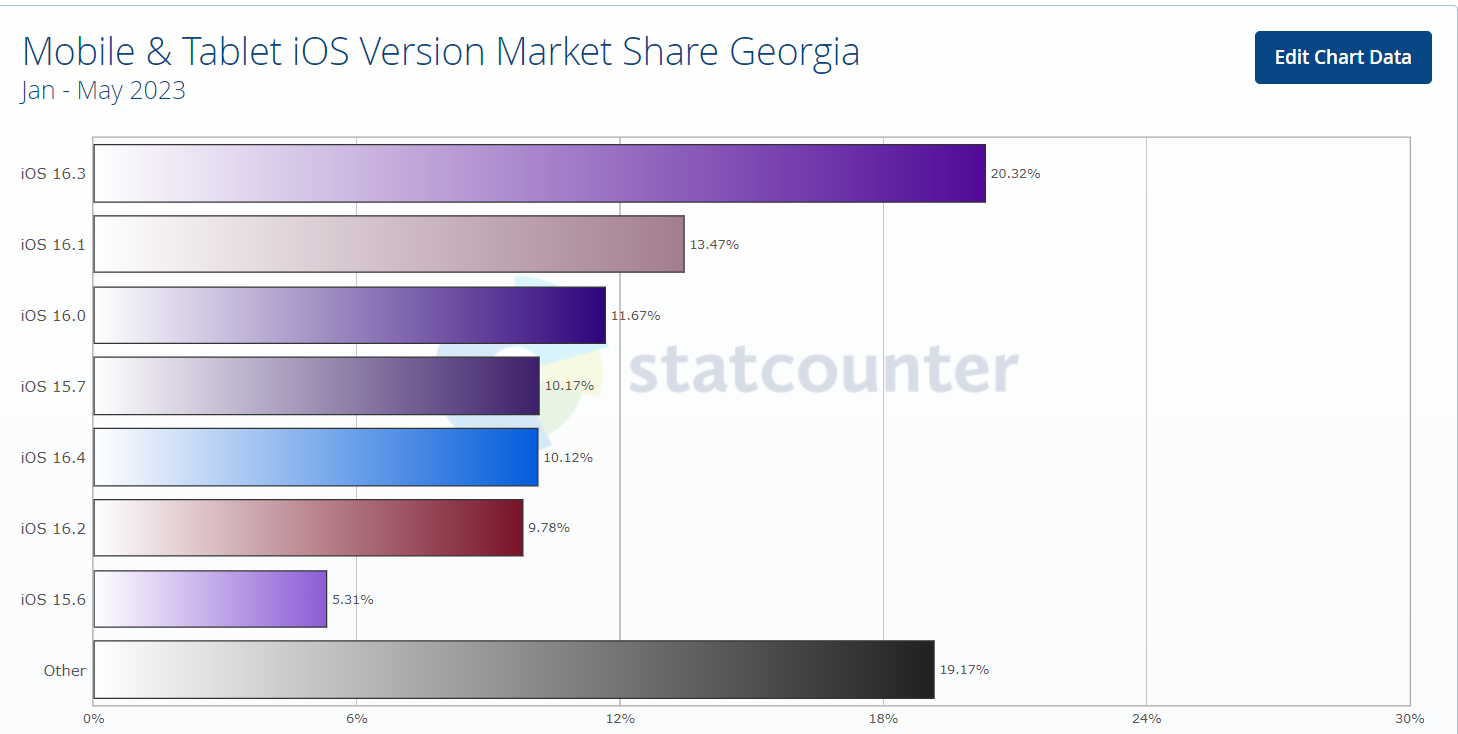 Mobile & Tablet iOS Version Market Share Georgia
Jan - May 2023
Edit Chart Data
iOS 16.3 20.32%
iOS 16.1 13.47%
iOS 16.0 11.67%
statcounter
iOS 15.7 10.17%
iOS 16.4 10.12%
iOS 16.2 9.78%
iOS 15.6 5.31%
Other 19.17%
0% 6% 12% 18% 24% 30%